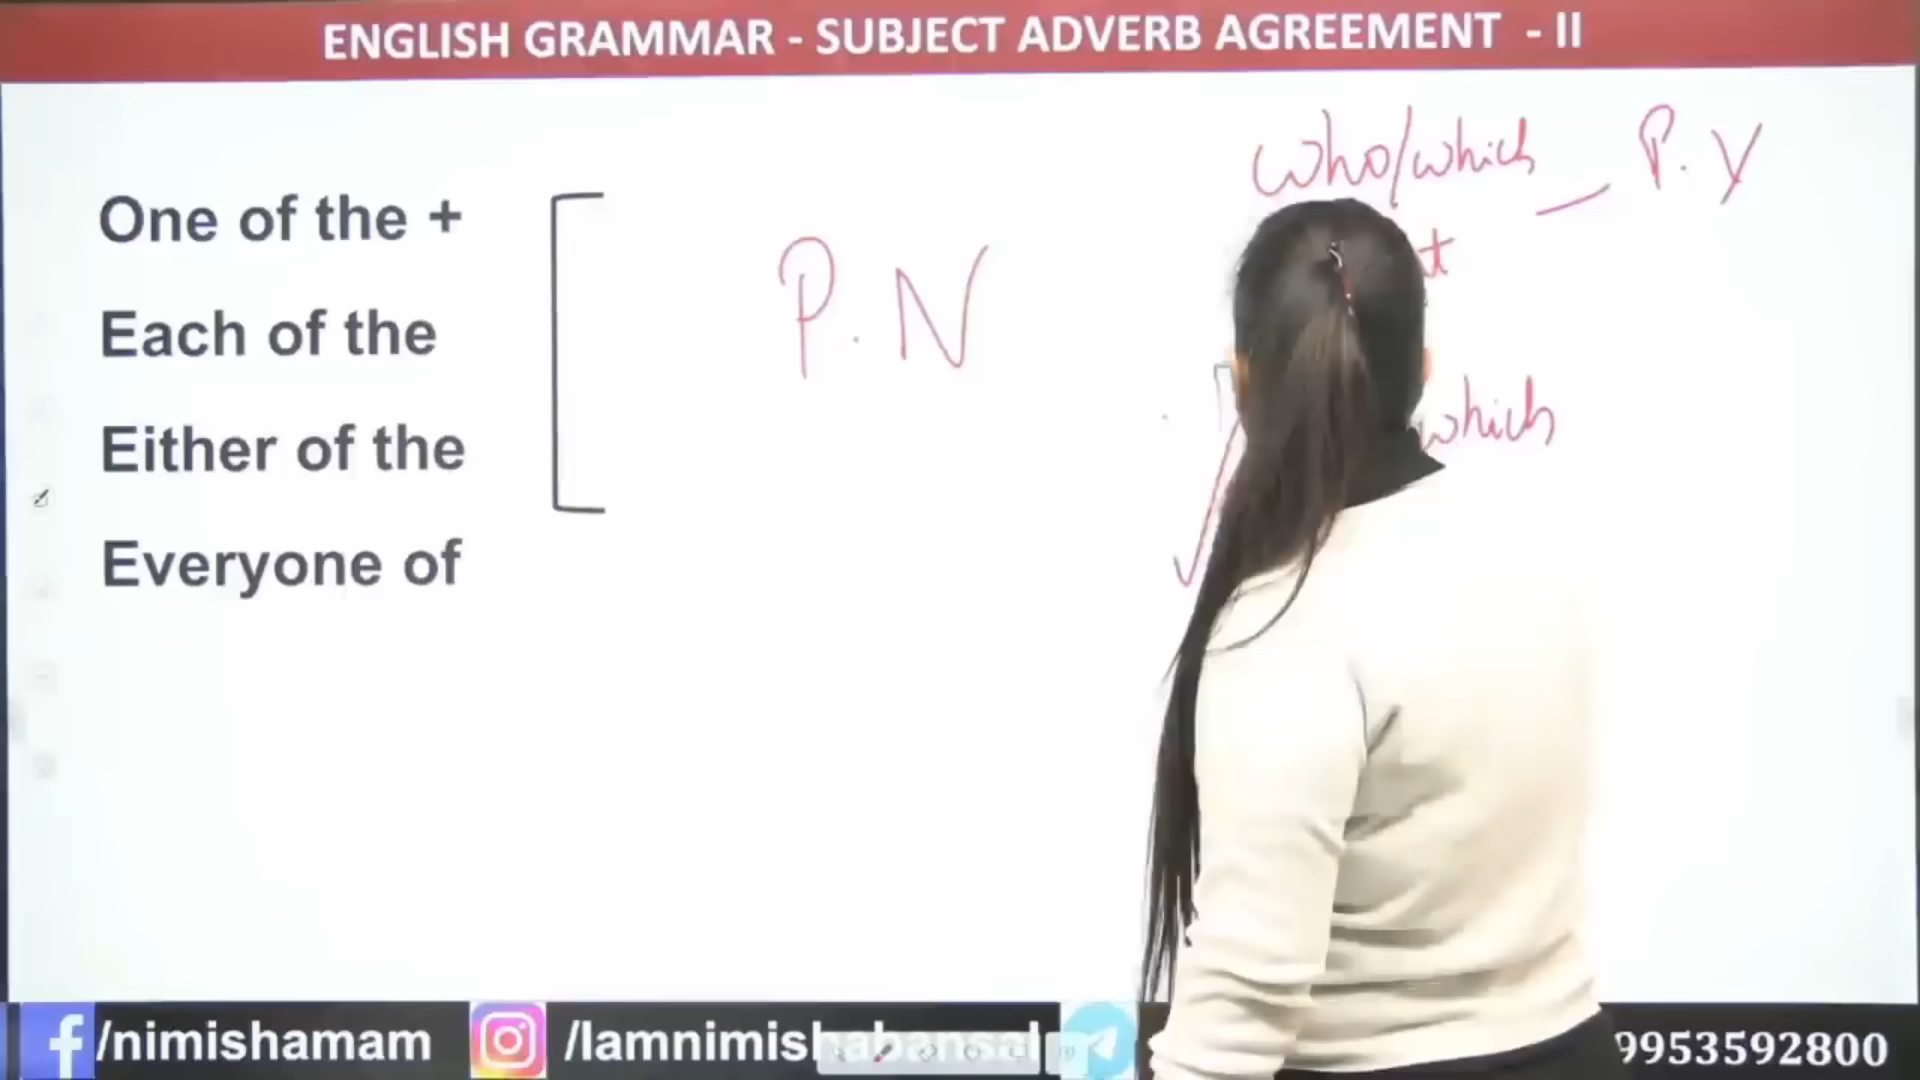 ENGLISH GRAMMAR - SUBJECT ADVERB AGREEMENT - II
who/which _ P. V
One of the +
P. N
Each of the
which
Either of the
Everyone of
/nimishamam
/Iamnimishabansal
9953592800